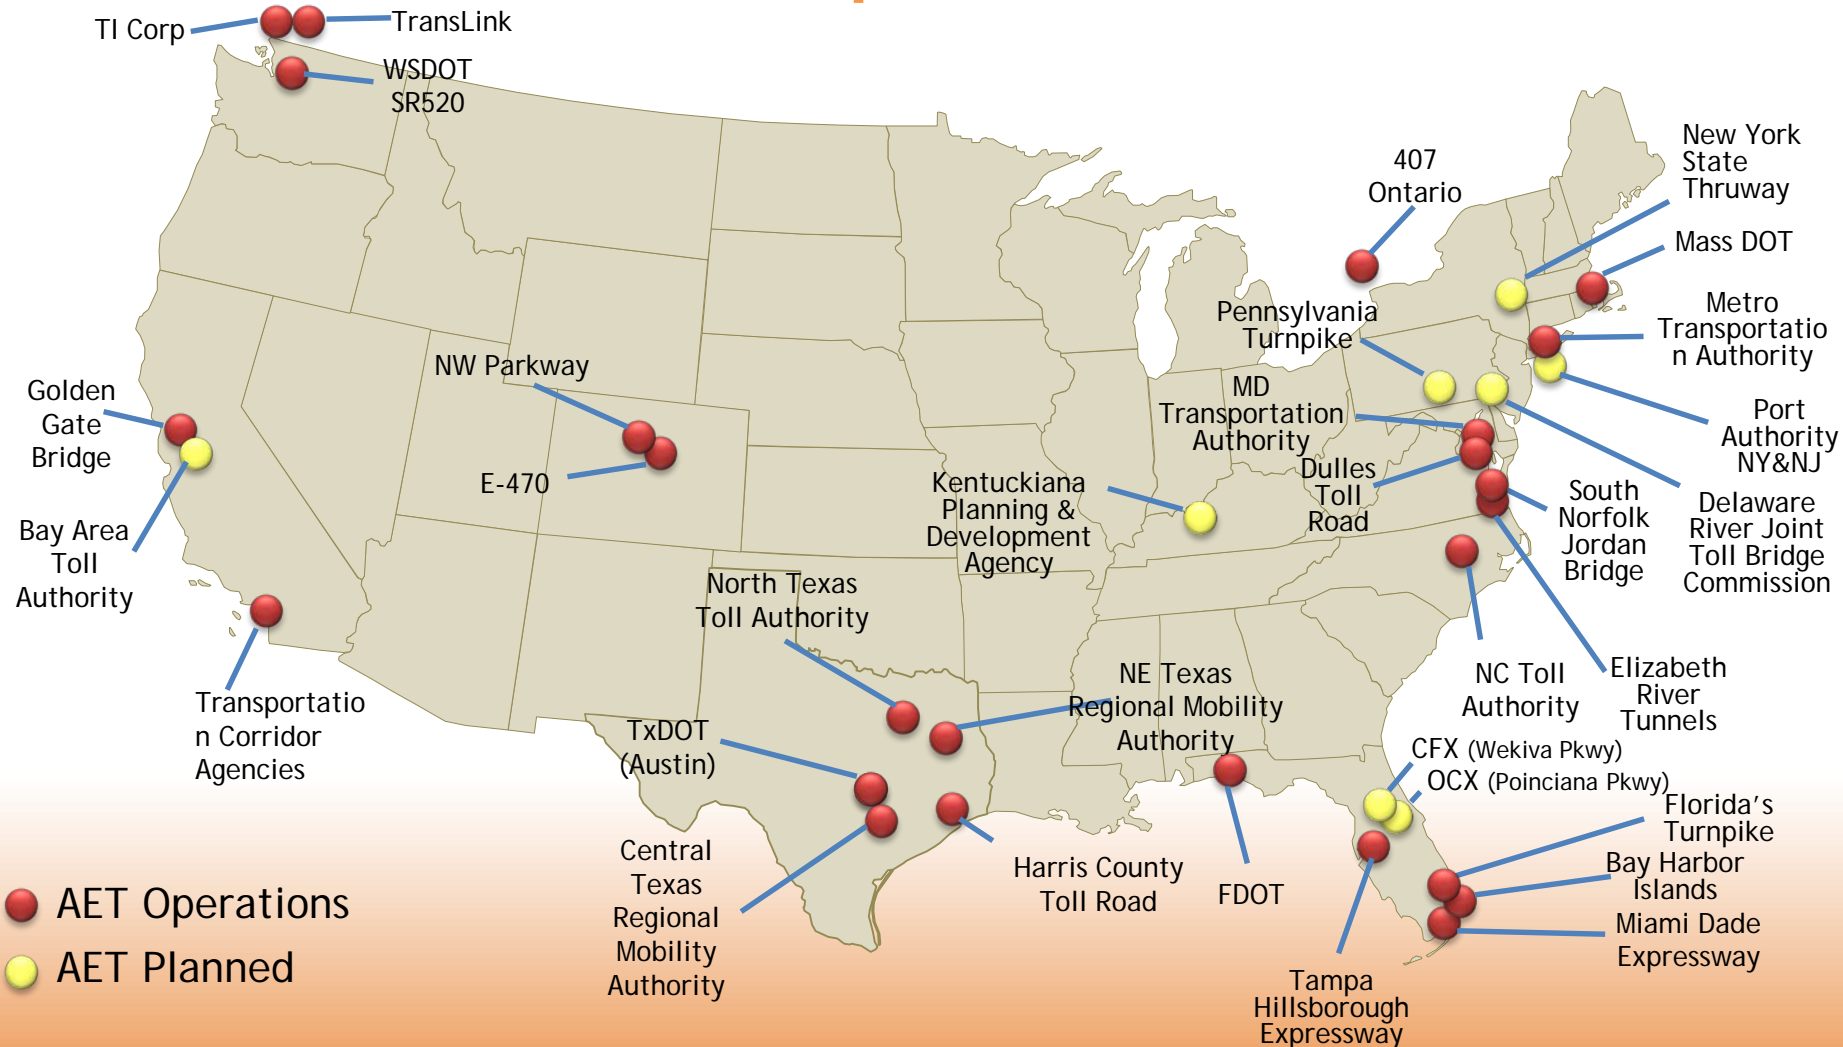 TI Corp
TransLink
WSDOT
SR520
407
Ontario
New York
State
Thruway
Mass DOT
Metro
Transportatio
n Authority
Pennsylvania
Turnpike
MD
Transportation
Authority
Port
Authority
NY&NJ
NW Parkway
E-470
Golden
Gate
Bridge
Bay Area
Toll
Authority
Kentuckiana
Planning &
Development
Agency
Dulles
Toll
Road
South
Norfolk
Jordan
Bridge
Delaware
River Joint
Toll Bridge
Commission
North Texas
Toll Authority
NE Texas
Regional Mobility
Authority
NC Toll
Authority
Elizabeth
River
Tunnels
Transportatio
n Corridor
Agencies
TxDOT
(Austin)
CFX (Wekiva Pkwy)
OCX (Poinciana Pkwy)
Florida's
Turnpike
Bay Harbor
Islands
Miami Dade
Expressway
Central
Texas
Regional
Mobility
Authority
Harris County
Toll Road
FDOT
Tampa
Hillsborough
Expressway
AET Operations
AET Planned